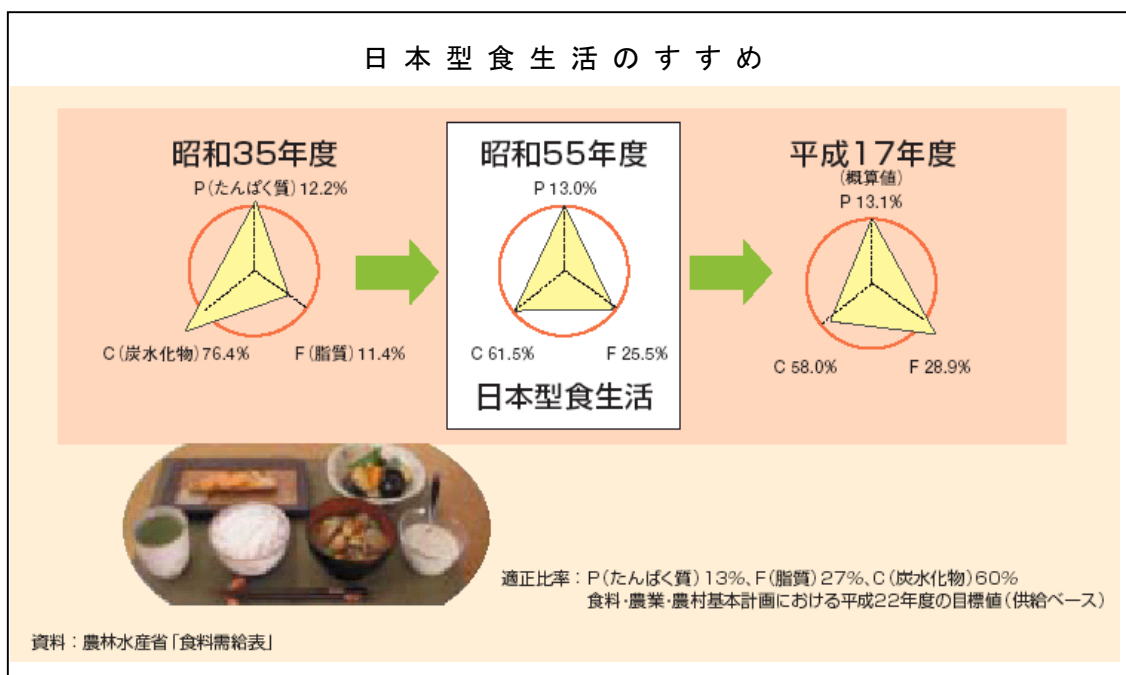 日本型食生活のすすめ
昭和35年度
P(たんぱく質)12.2%
C(炭水化物)76.4%
F(脂質)11.4%
昭和55年度
P 13.0%
C 61.5%
F 25.5%
日本型食生活
平成17年度
(概算値)
P 13.1%
C 58.0%
F 28.9%
適正比率:P(たんぱく質)13%、F(脂質)27%、C(炭水化物)60%
食料・農業・農村基本計画における平成22年度の目標値(供給ベース)
資料:農林水産省「食料需給表」